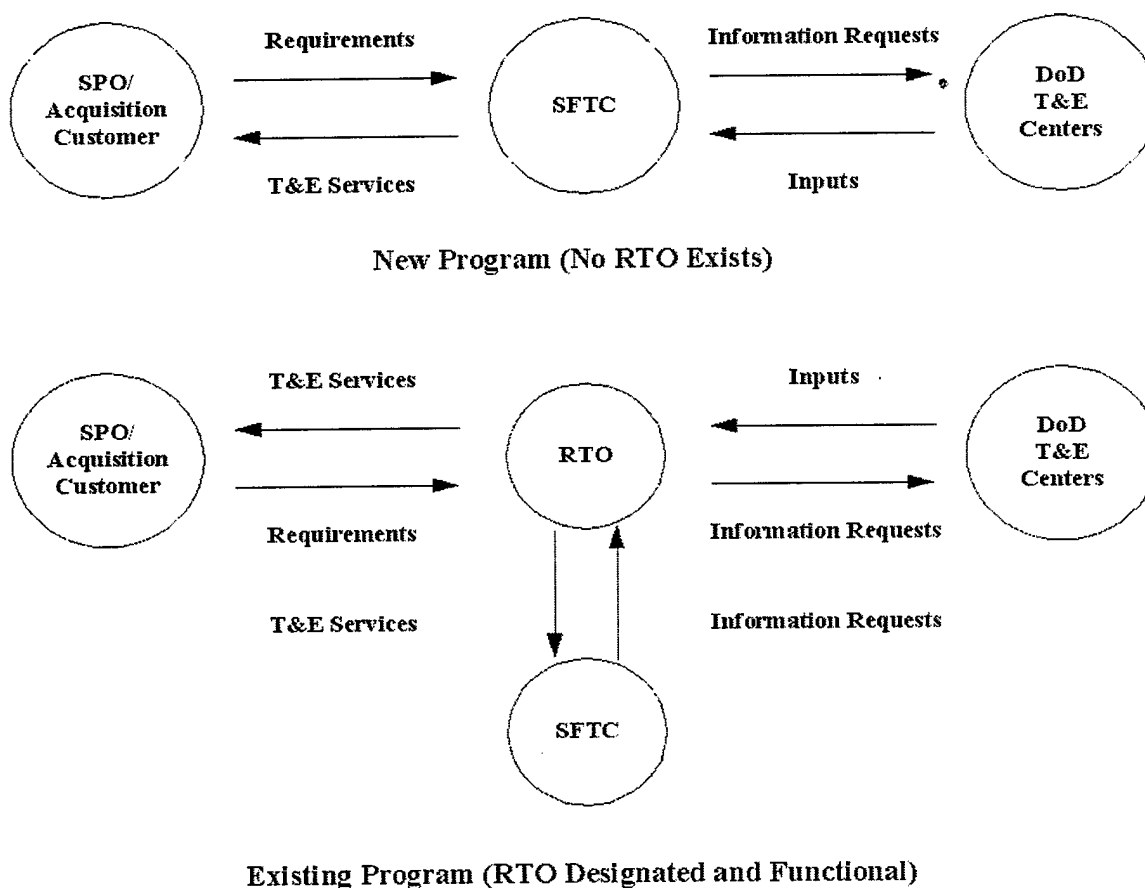 Requirements
Information Requests
SPO/
Acquisition
Customer
SFTC
DoD
T&E
Centers
T&E Services
Inputs
New Program (No RTO Exists)
T&E Services
Inputs
SPO/
Acquisition
Customer
RTO
DoD
T&E
Centers
Requirements
Information Requests
T&E Services
Information Requests
SFTC
Existing Program (RTO Designated and Functional)